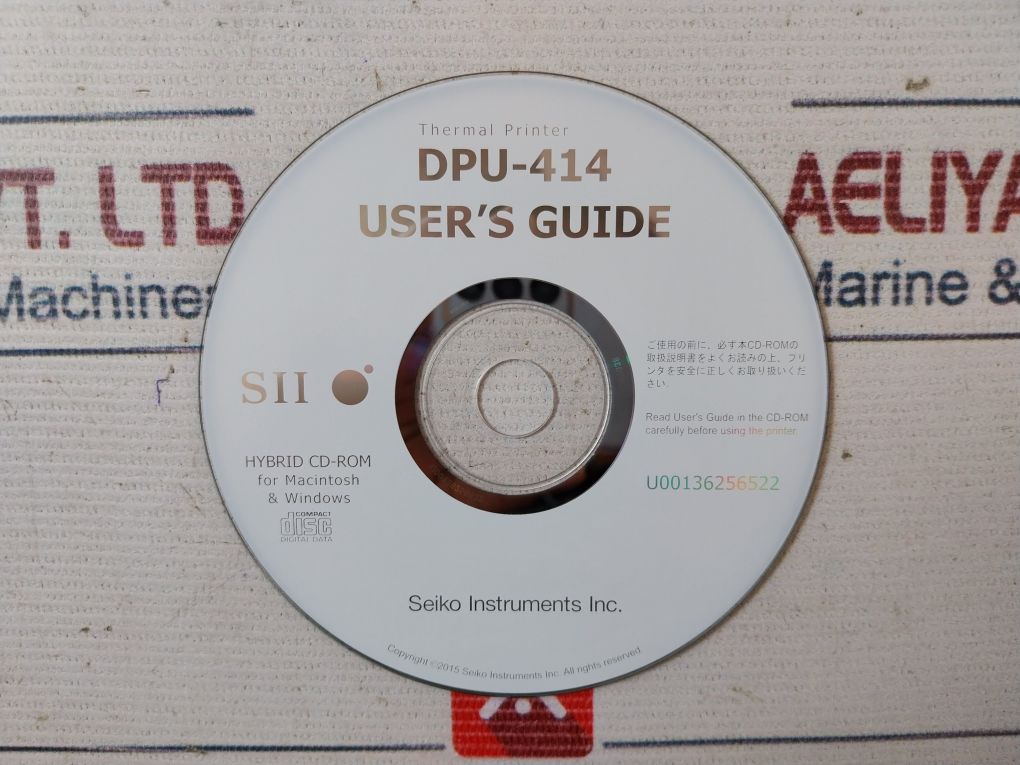 Thermal Printer
DPU-414
USER'S GUIDE
VT. LTD
Machine
AELIYA
Marine &
SII
HYBRID CD-ROM
for Macintosh
& Windows
COMPACT
disc
DIGITAL DATA
ご使用の前に、必ず本CD-ROMの
取扱説明書をよくお読みの上、プリ
ンタを安全に正しくお取り扱いくだ
さい。
Read User's Guide in the CD-ROM
carefully before using the printer.
U00136256522
Seiko Instruments Inc.
Copyright ©2015 Seiko Instruments Inc. All rights reserved.